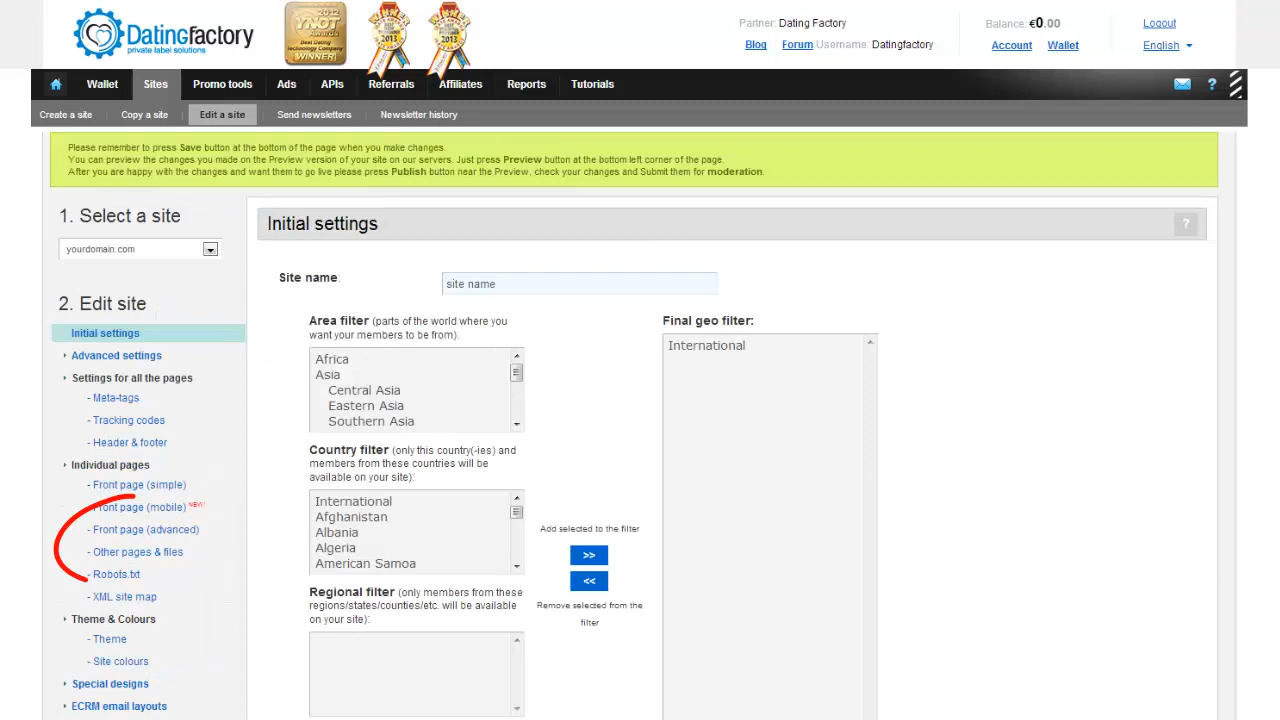 Datingfactory
private label solutions
2012
YNOT
Awards
Best Dating
Technology Company
WINNER!
2013
2013
Partner: Dating Factory
Blog Forum Username: Datingfactory
Balance: €0.00
Account Wallet
Logout
English
Wallet Sites Promo tools Ads APIs Referrals Affiliates Reports Tutorials ?
Create a site Copy a site Edit a site Send newsletters Newsletter history
Please remember to press Save button at the bottom of the page when you make changes.
You can preview the changes you made on the Preview version of your site on our servers. Just press Preview button at the bottom left corner of the page.
After you are happy with the changes and want them to go live please press Publish button near the Preview, check your changes and Submit them for moderation.
1. Select a site
yourdomain.com
2. Edit site
Initial settings
Advanced settings
Settings for all the pages
- Meta-tags
- Tracking codes
- Header & footer
Individual pages
- Front page (simple)
- Front page (mobile) NEW!
- Front page (advanced)
- Other pages & files
- Robots.txt
- XML site map
Theme & Colours
- Theme
- Site colours
Special designs
ECRM email layouts
Initial settings ?
Site name: site name
Area filter (parts of the world where you
want your members to be from):
Africa
Asia
Central Asia
Eastern Asia
Southern Asia
Country filter (only this country(-ies) and
members from these countries will be
available on your site):
International
Afghanistan
Albania
Algeria
American Samoa
Regional filter (only members from these
regions/states/counties/etc. will be available
on your site):
Add selected to the filter
>>
<<
Remove selected from the
filter
Final geo filter:
International